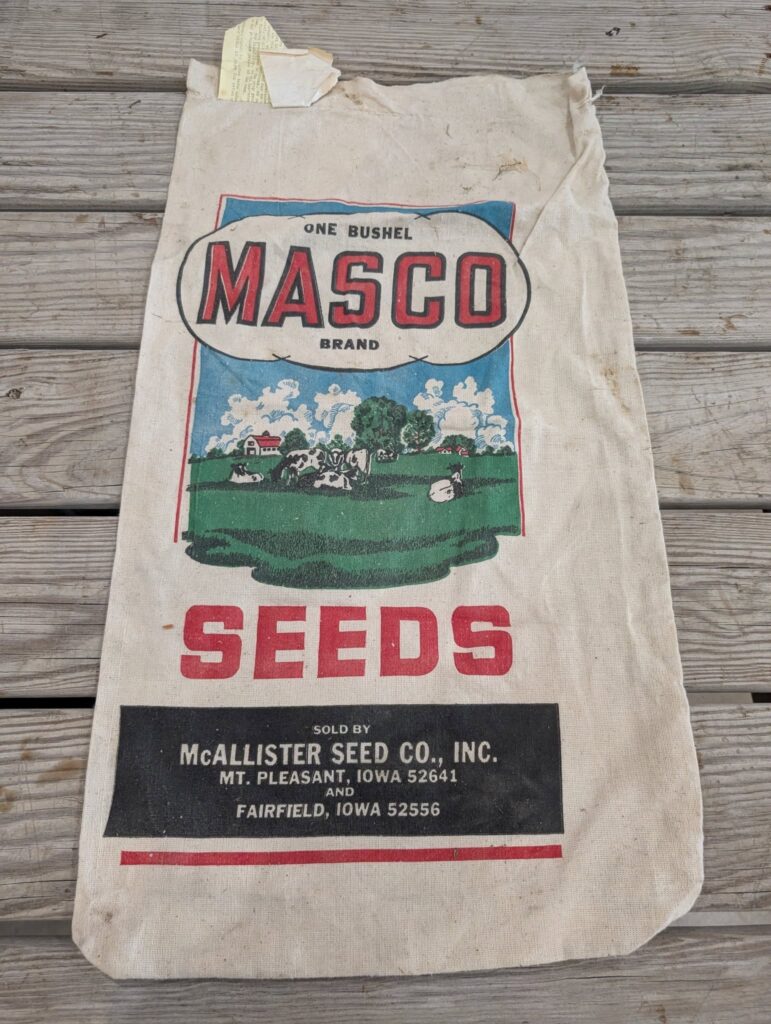 ONE BUSHEL
MASCO
BRAND
SEEDS
SOLD BY
McALLISTER SEED CO., INC.
MT. PLEASANT, IOWA 52641
AND
FAIRFIELD, IOWA 52556